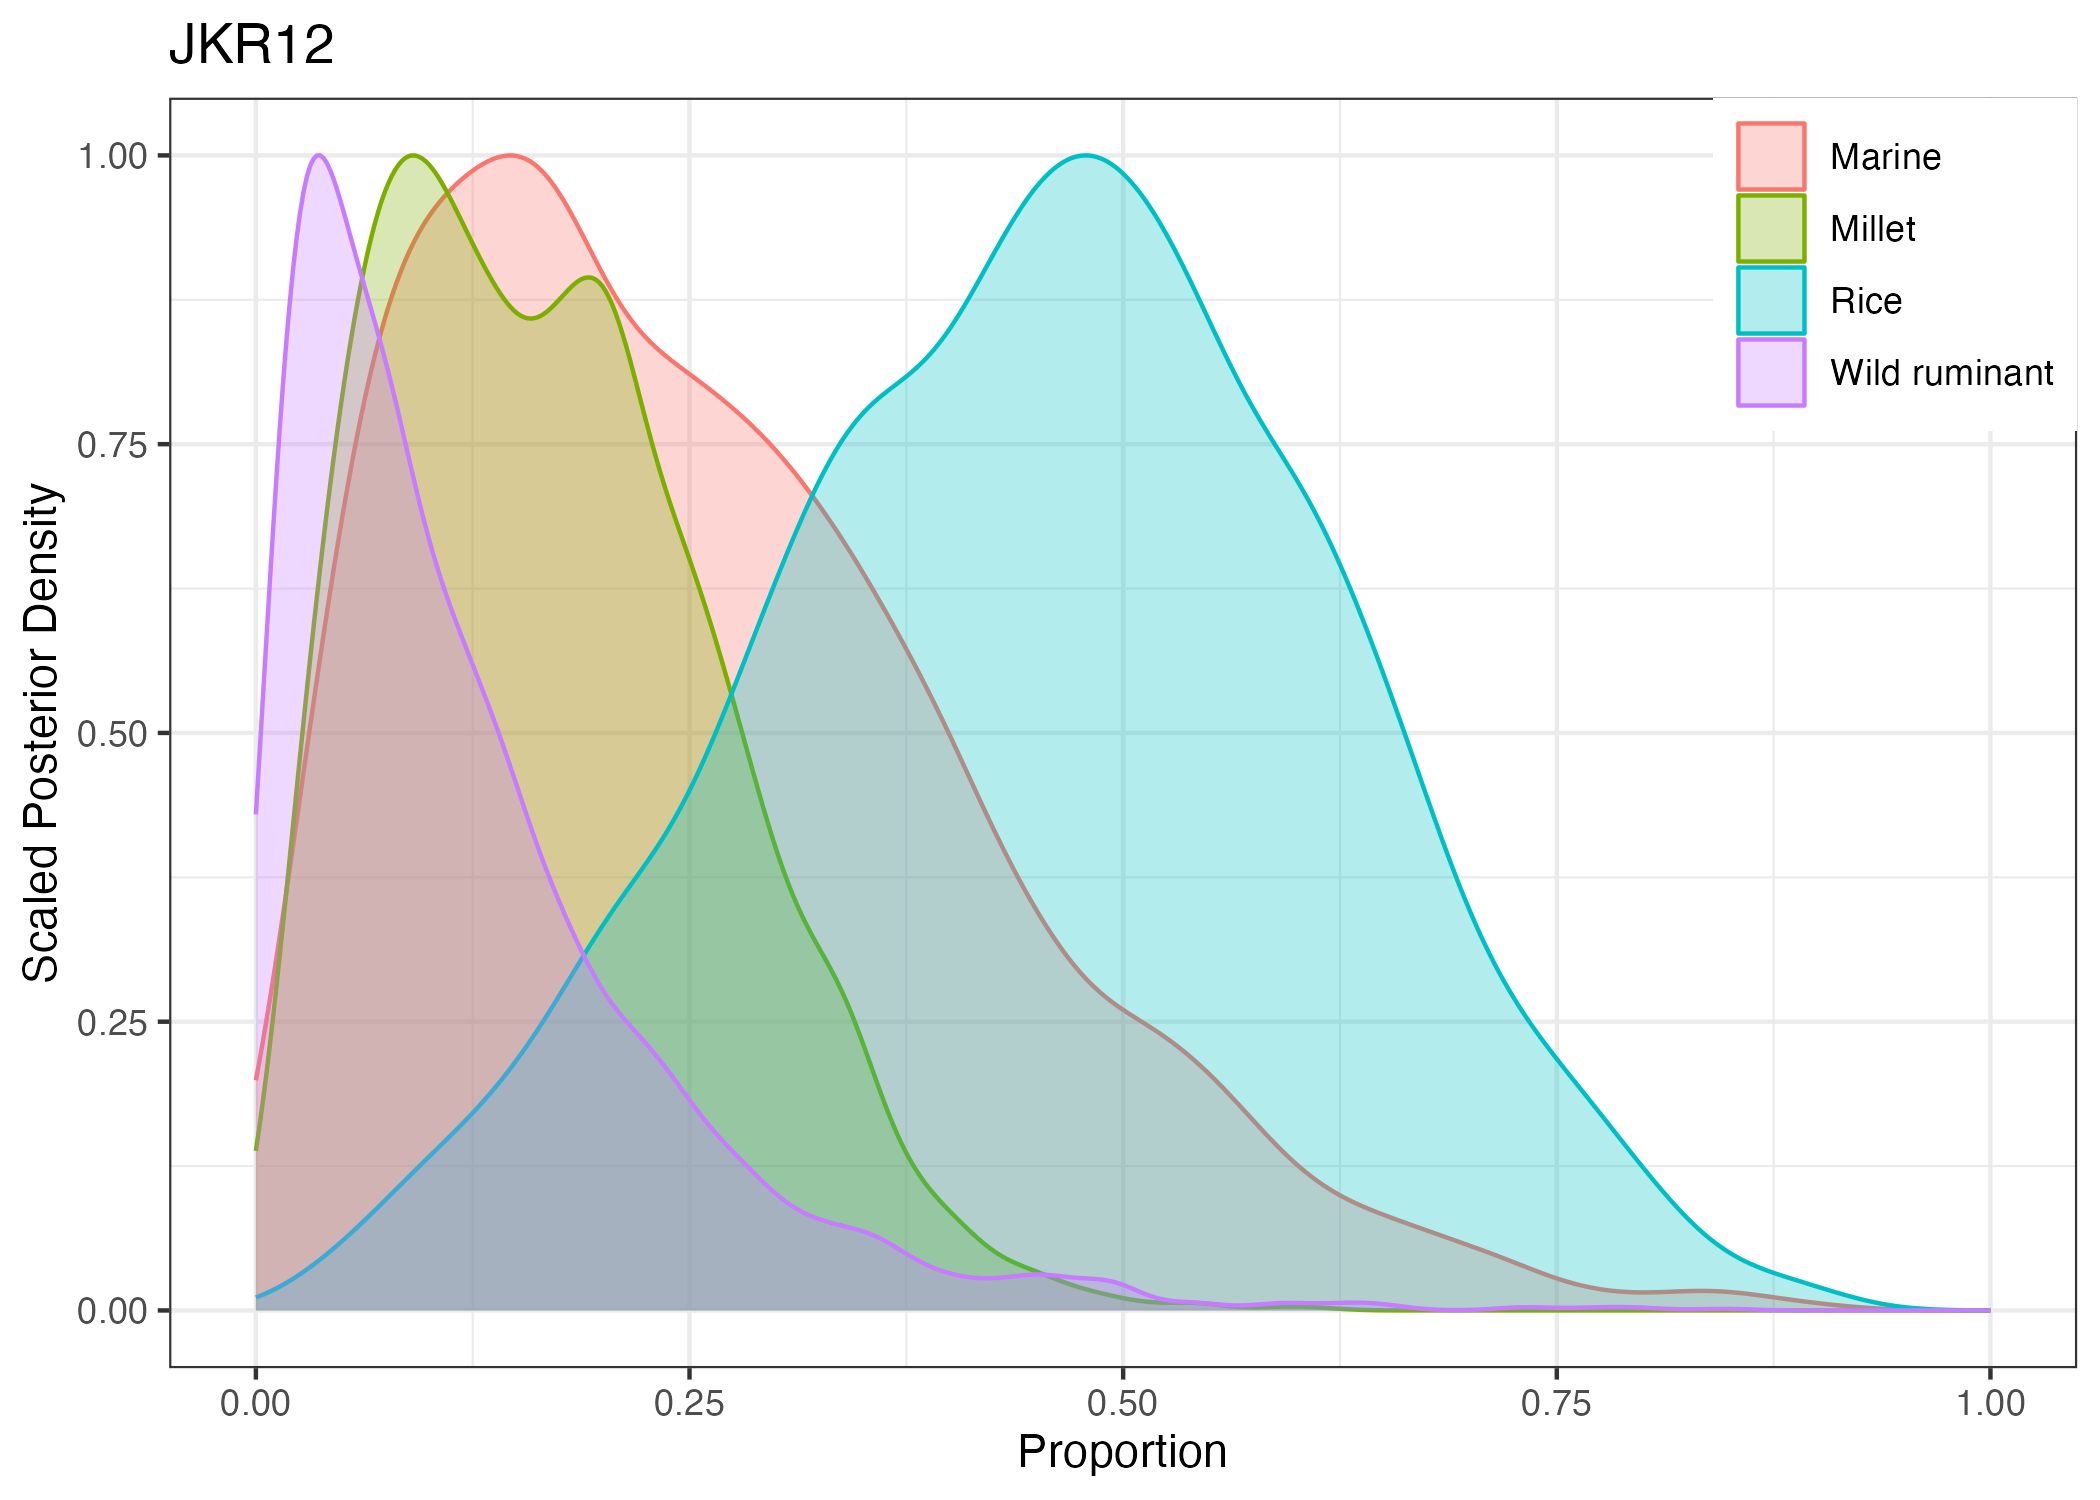 JKR12
Scaled Posterior Density
1.00
0.75
0.50
0.25
0.00
Marine
Millet
Rice
Wild ruminant
0.00 0.25 0.50 0.75 1.00
Proportion